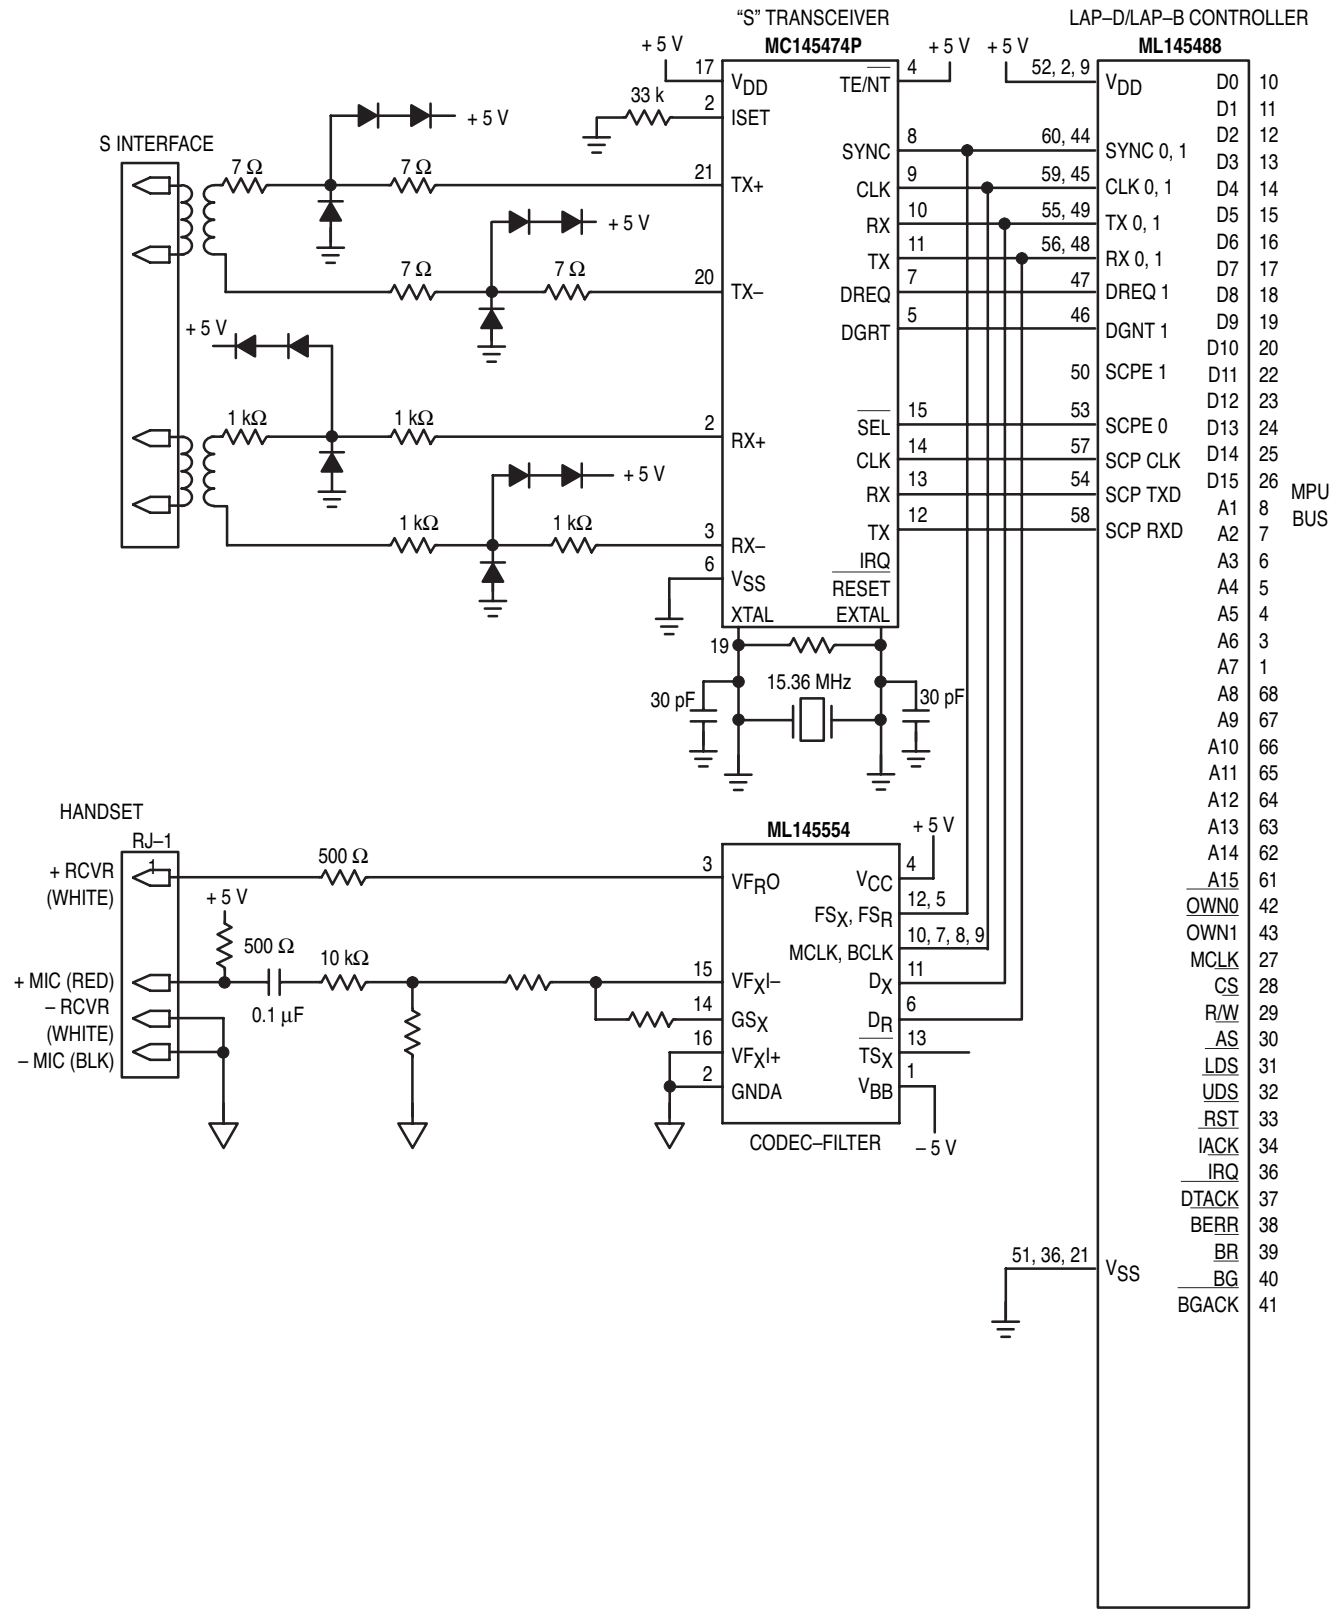 “S” TRANSCEIVER
MC145474P
LAP–D/LAP–B CONTROLLER
ML145488
+ 5 V
+ 5 V
+ 5 V
17
VDD
33 k
2
ISET
4
TE/NT
52, 2, 9
VDD
+ 5 V
S INTERFACE
7 Ω
7 Ω
21
TX+
+ 5 V
7 Ω
7 Ω
20
TX–
+ 5 V
1 kΩ
1 kΩ
2
RX+
+ 5 V
1 kΩ
1 kΩ
3
RX–
6
VSS
SYNC
8
60, 44
SYNC 0, 1
CLK
9
59, 45
CLK 0, 1
RX
10
55, 49
TX 0, 1
TX
11
56, 48
RX 0, 1
DREQ
7
47
DREQ 1
DGRT
5
46
DGNT 1
50
SCPE 1
SEL
15
53
SCPE 0
CLK
14
57
SCP CLK
RX
13
54
SCP TXD
TX
12
58
SCP RXD
IRQ
RESET
XTAL
EXTAL
19
30 pF
15.36 MHz
30 pF
D0 10
D1 11
D2 12
D3 13
D4 14
D5 15
D6 16
D7 17
D8 18
D9 19
D10 20
D11 22
D12 23
D13 24
D14 25
D15 26
A1 8
A2 7
A3 6
A4 5
A5 4
A6 3
A7 1
A8 68
A9 67
A10 66
A11 65
A12 64
A13 63
A14 62
A15 61
OWN0 42
OWN1 43
MCLK 27
CS 28
R/W 29
AS 30
LDS 31
UDS 32
RST 33
IACK 34
IRQ 36
DTACK 37
BERR 38
BR 39
BG 40
BGACK 41
MPU
BUS
51, 36, 21
VSS
HANDSET
RJ–1
1
+ RCVR
(WHITE)
+ 5 V
500 Ω
500 Ω
+ MIC (RED)
– RCVR
(WHITE)
– MIC (BLK)
0.1 µF
10 kΩ
ML145554
+ 5 V
3
VFRO
4
VCC
12, 5
FSX, FSR
10, 7, 8, 9
MCLK, BCLK
15
VFXI–
11
DX
14
GSX
6
DR
16
VFXI+
13
TSX
2
GNDA
1
VBB
– 5 V
CODEC–FILTER